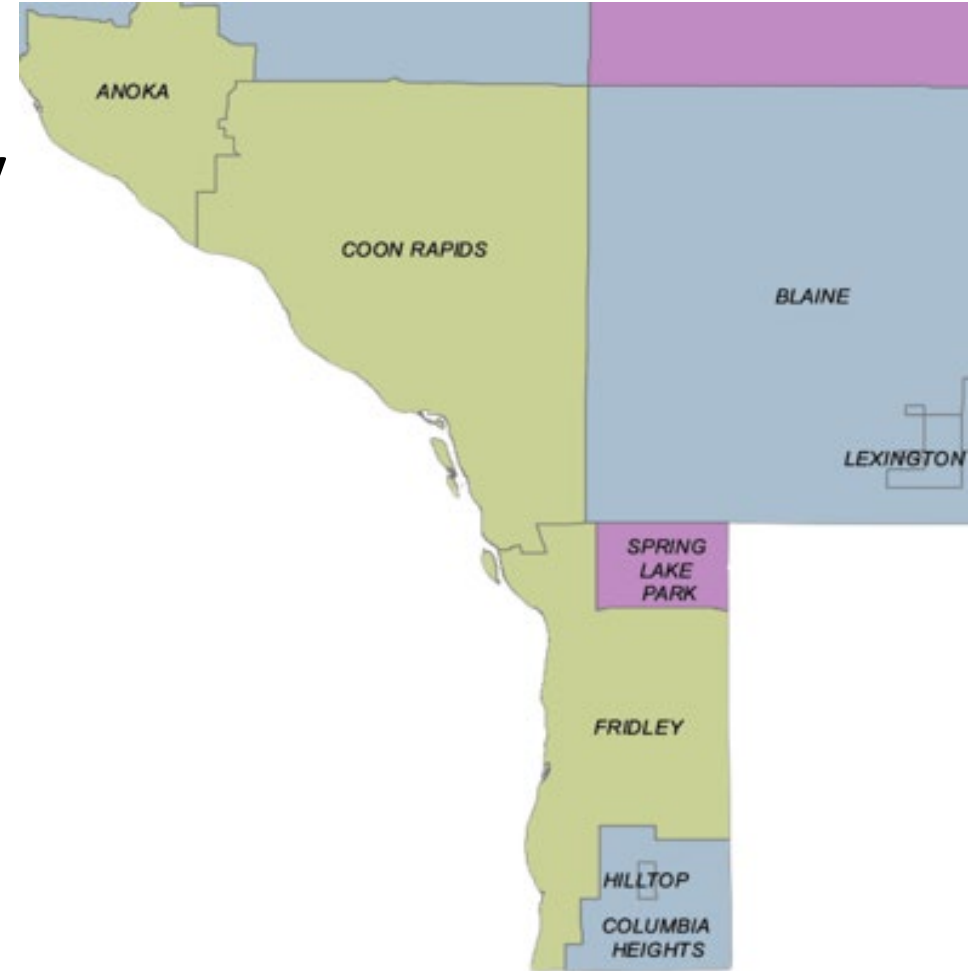 ANOKA
COON RAPIDS
BLAINE
LEXINGTON
SPRING
LAKE
PARK
FRIDLEY
HILLTOP
COLUMBIA
HEIGHTS